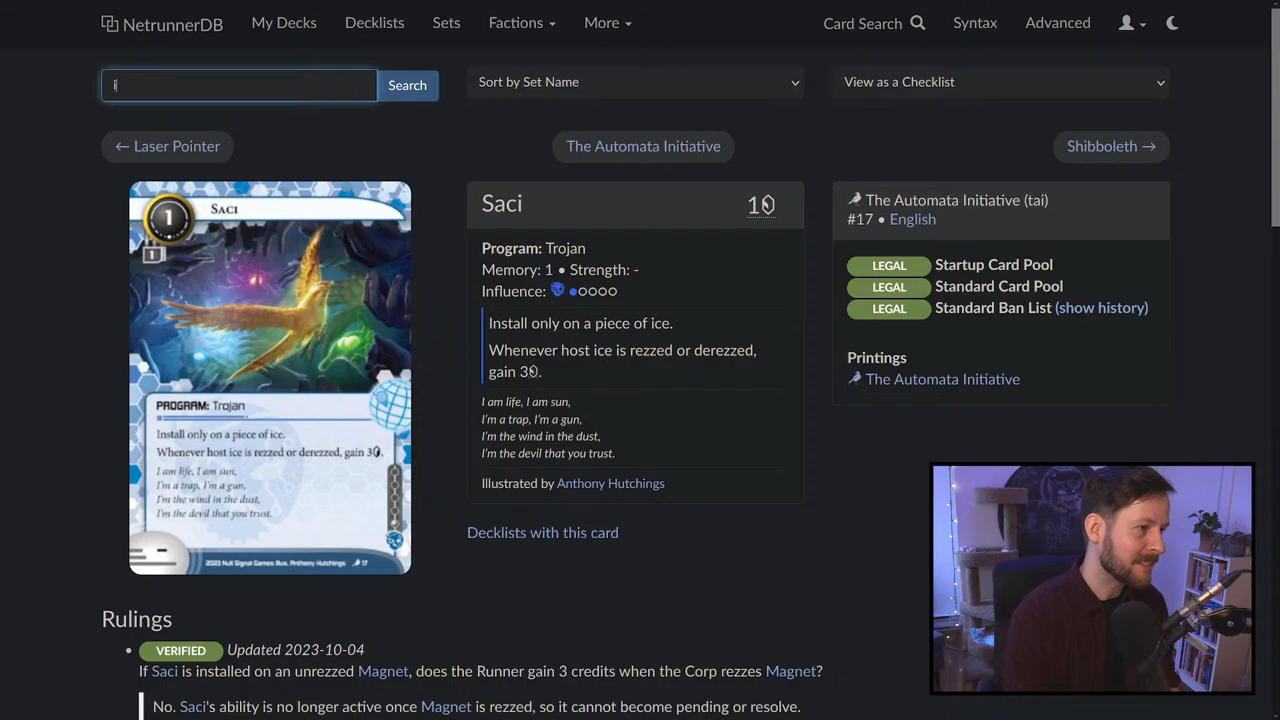 NetrunnerDB
My Decks
Decklists
Sets
Factions
More
Card Search
Syntax
Advanced
i
Search
Sort by Set Name
View as a Checklist
← Laser Pointer
The Automata Initiative
Shibboleth →
1
SACI
1
PROGRAM: Trojan
Install only on a piece of ice.
Whenever host ice is rezzed or derezzed, gain 3.
I am life, I am sun,
I'm a trap, I'm a gun,
I'm the wind in the dust,
I'm the devil that you trust.
2023 Null Signal Games. Illus. Anthony Hutchings
17
Saci
1
Program: Trojan
Memory: 1 • Strength: -
Influence:
Install only on a piece of ice.
Whenever host ice is rezzed or derezzed,
gain 3.
I am life, I am sun,
I'm a trap, I'm a gun,
I'm the wind in the dust,
I'm the devil that you trust.
Illustrated by Anthony Hutchings
Decklists with this card
The Automata Initiative (tai)
#17 • English
LEGAL Startup Card Pool
LEGAL Standard Card Pool
LEGAL Standard Ban List (show history)
Printings
The Automata Initiative
Rulings
• VERIFIED Updated 2023-10-04
If Saci is installed on an unrezzed Magnet, does the Runner gain 3 credits when the Corp rezzes Magnet?
No. Saci's ability is no longer active once Magnet is rezzed, so it cannot become pending or resolve.